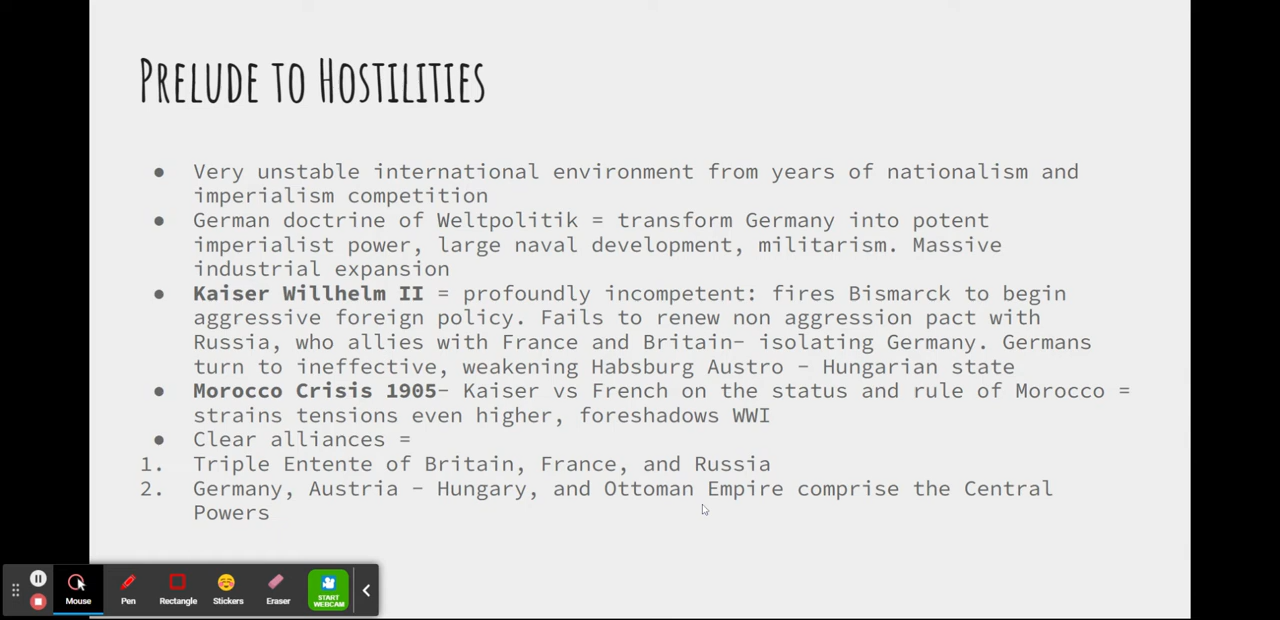 Prelude to Hostilities
● Very unstable international environment from years of nationalism and
imperialism competition
● German doctrine of Weltpolitik = transform Germany into potent
imperialist power, large naval development, militarism. Massive
industrial expansion
● Kaiser Willhelm II = profoundly incompetent: fires Bismarck to begin
aggressive foreign policy. Fails to renew non aggression pact with
Russia, who allies with France and Britain- isolating Germany. Germans
turn to ineffective, weakening Habsburg Austro - Hungarian state
● Morocco Crisis 1905- Kaiser vs French on the status and rule of Morocco =
strains tensions even higher, foreshadows WWI
● Clear alliances =
1. Triple Entente of Britain, France, and Russia
2. Germany, Austria - Hungary, and Ottoman Empire comprise the Central
Powers
Mouse Pen Rectangle Stickers Eraser START WEBCAM